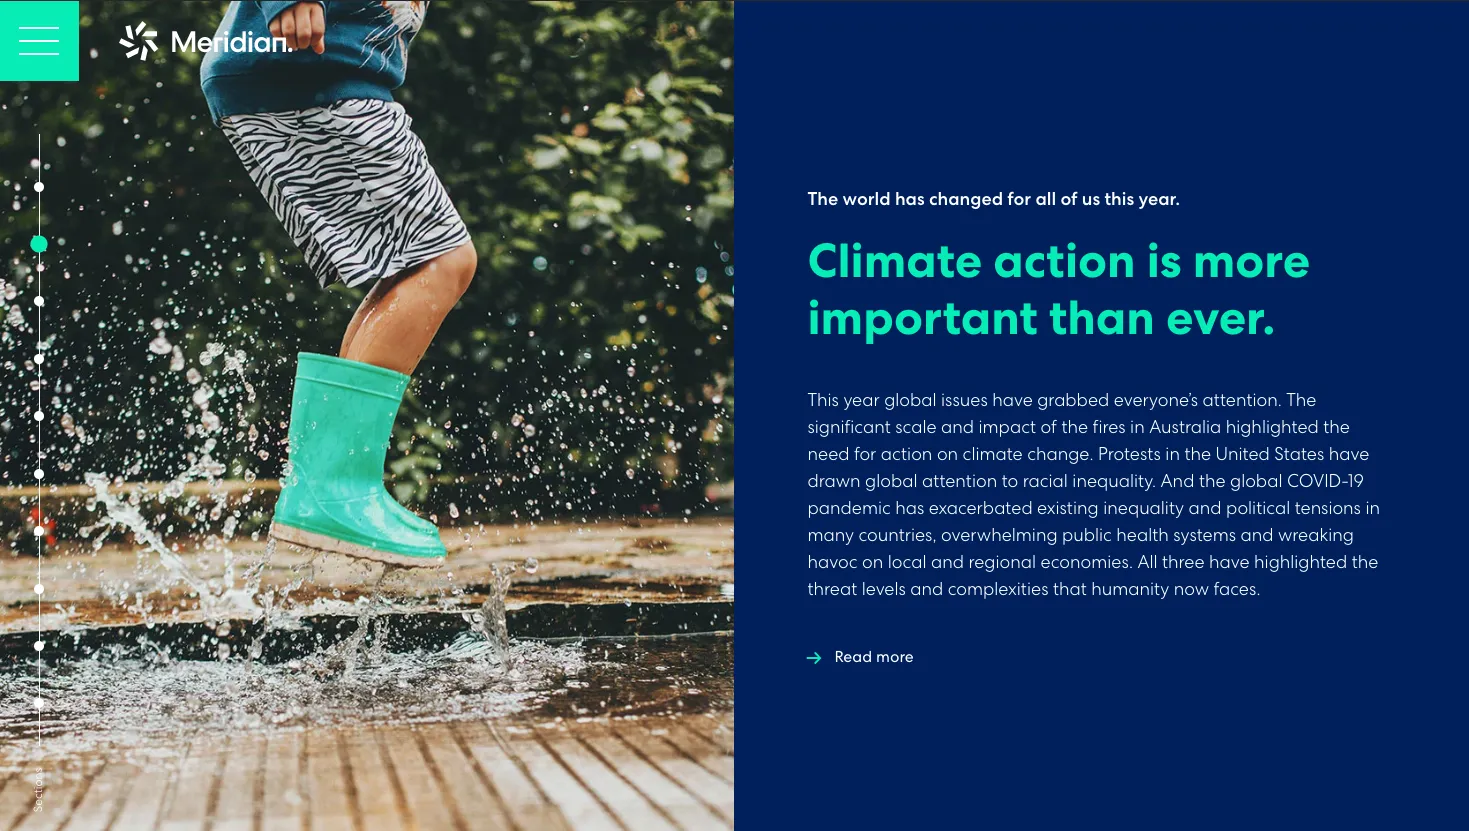 Meridian.
The world has changed for all of us this year.
Climate action is more
important than ever.
This year global issues have grabbed everyone's attention. The
significant scale and impact of the fires in Australia highlighted the
need for action on climate change. Protests in the United States have
drawn global attention to racial inequality. And the global COVID-19
pandemic has exacerbated existing inequality and political tensions in
many countries, overwhelming public health systems and wreaking
havoc on local and regional economies. All three have highlighted the
threat levels and complexities that humanity now faces.
→ Read more
Sections